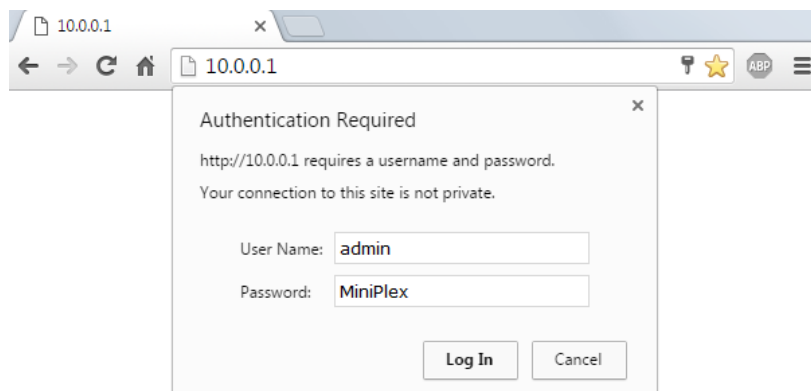 10.0.0.1
10.0.0.1
ABP
Authentication Required
http://10.0.0.1 requires a username and password.
Your connection to this site is not private.
User Name: admin
Password: MiniPlex
Log In Cancel